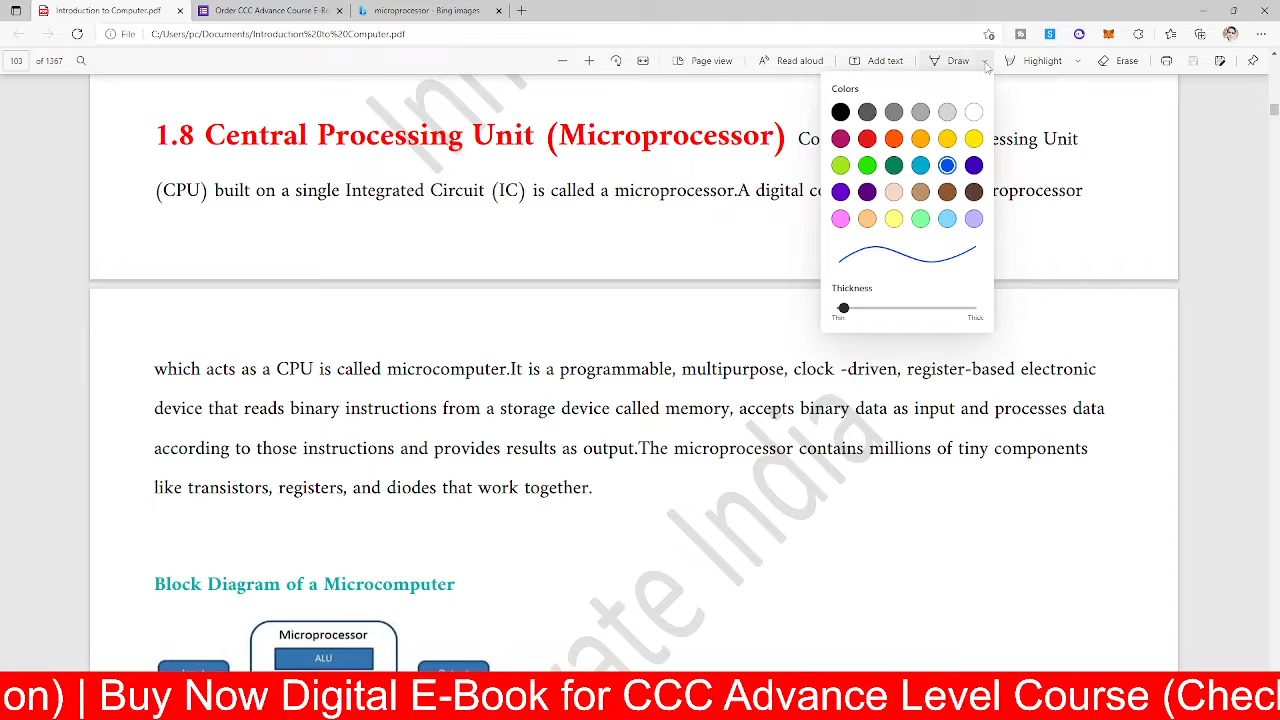 Introduction to Computer.pdf
Order CCC Advance Course E-B
microprocessor - Bing images
File
C:/Users/pc/Documents/Introduction%20to%20Computer.pdf
103 of 1367
Page view
Read aloud
Add text
Draw
Highlight
Erase
Colors
Thickness
Thin Thick
1.8 Central Processing Unit (Microprocessor) Co essing Unit
(CPU) built on a single Integrated Circuit (IC) is called a microprocessor.A digital co roprocessor
which acts as a CPU is called microcomputer.It is a programmable, multipurpose, clock -driven, register-based electronic
device that reads binary instructions from a storage device called memory, accepts binary data as input and processes data
according to those instructions and provides results as output.The microprocessor contains millions of tiny components
like transistors, registers, and diodes that work together.
Block Diagram of a Microcomputer
Microprocessor
ALU
India
on) | Buy Now Digital E-Book for CCC Advance Level Course (Chec